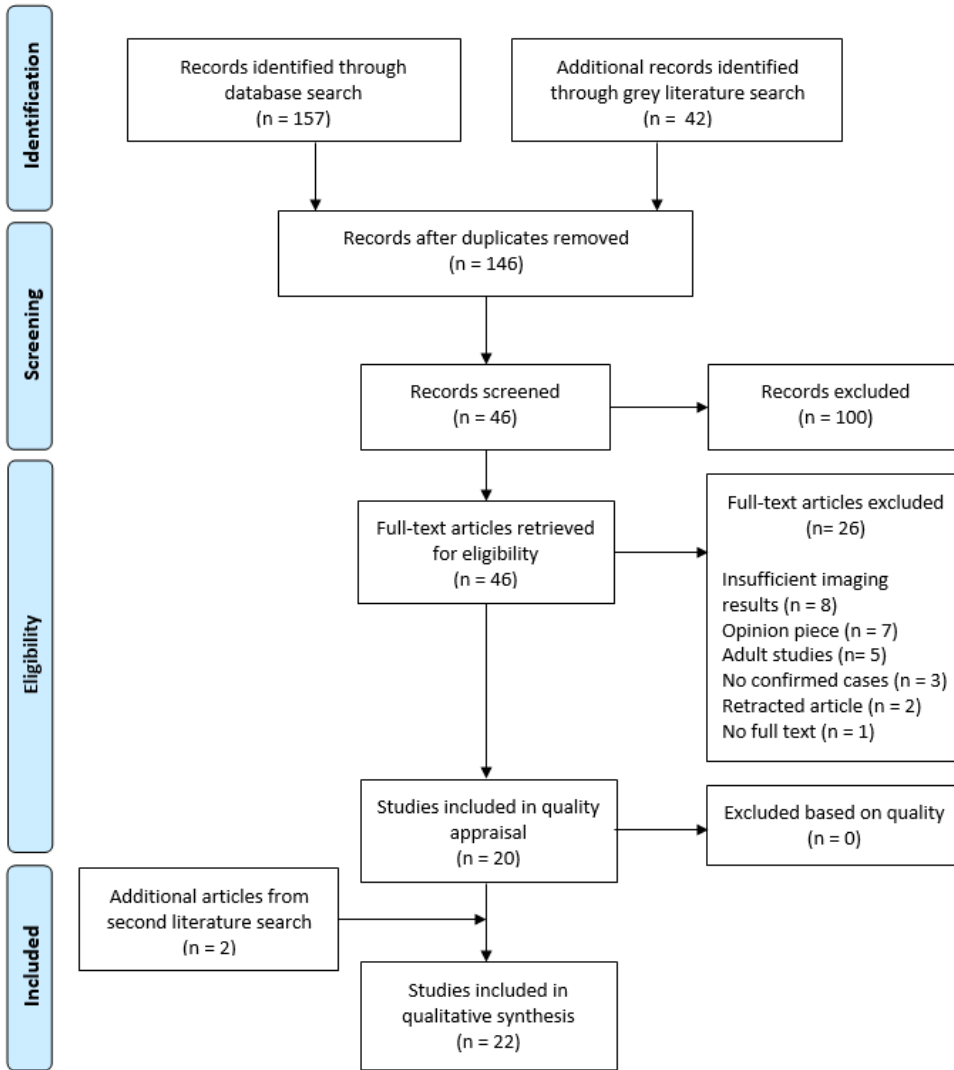 Identification
Records identified through
database search
(n = 157)
Additional records identified
through grey literature search
(n = 42)
Screening
Records after duplicates removed
(n = 146)
Records screened
(n = 46)
Records excluded
(n = 100)
Eligibility
Full-text articles retrieved
for eligibility
(n = 46)
Full-text articles excluded
(n= 26)
Insufficient imaging
results (n = 8)
Opinion piece (n = 7)
Adult studies (n= 5)
No confirmed cases (n = 3)
Retracted article (n = 2)
No full text (n = 1)
Studies included in quality
appraisal
(n = 20)
Excluded based on quality
(n = 0)
Included
Additional articles from
second literature search
(n = 2)
Studies included in
qualitative synthesis
(n = 22)